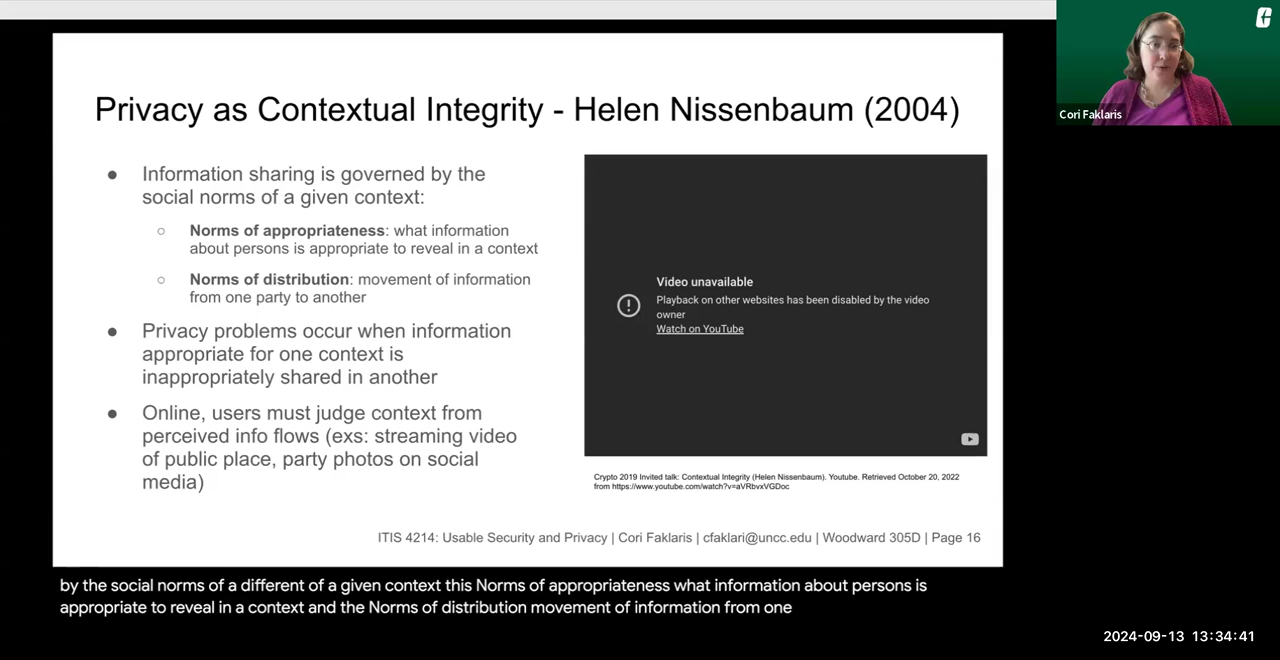 Privacy as Contextual Integrity - Helen Nissenbaum (2004)
● Information sharing is governed by the
social norms of a given context:
○ Norms of appropriateness: what information
about persons is appropriate to reveal in a context
○ Norms of distribution: movement of information
from one party to another
● Privacy problems occur when information
appropriate for one context is
inappropriately shared in another
● Online, users must judge context from
perceived info flows (exs: streaming video
of public place, party photos on social
media)
Video unavailable
Playback on other websites has been disabled by the video
owner
Watch on YouTube
Crypto 2019 Invited talk: Contextual Integrity (Helen Nissenbaum). Youtube. Retrieved October 20, 2022
from https://www.youtube.com/watch?v=aVRbvxVGDoc
ITIS 4214: Usable Security and Privacy | Cori Faklaris | cfaklari@uncc.edu | Woodward 305D | Page 16
Cori Faklaris
by the social norms of a different of a given context this Norms of appropriateness what information about persons is
appropriate to reveal in a context and the Norms of distribution movement of information from one
2024-09-13 13:34:41